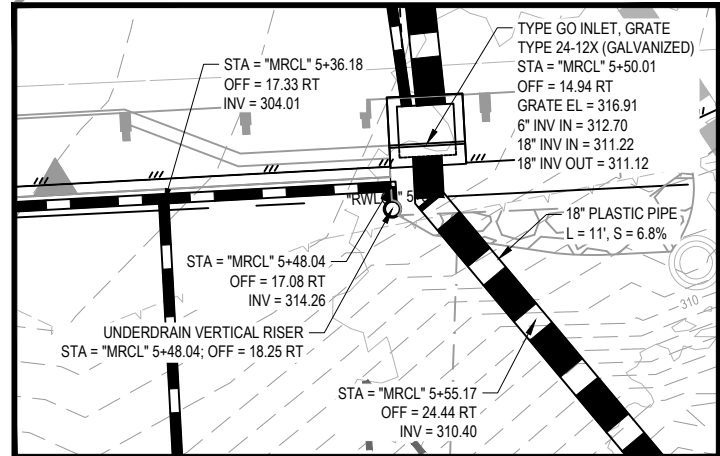 TYPE GO INLET, GRATE
TYPE 24-12X (GALVANIZED)
STA = "MRCL" 5+50.01
OFF = 14.94 RT
GRATE EL = 316.91
6" INV IN = 312.70
18" INV IN = 311.22
18" INV OUT = 311.12
STA = "MRCL" 5+36.18
OFF = 17.33 RT
INV = 304.01
"RWL
" 5
18" PLASTIC PIPE
L = 11', S = 6.8%
STA = "MRCL" 5+48.04
OFF = 17.08 RT
INV = 314.26
310
UNDERDRAIN VERTICAL RISER
STA = "MRCL" 5+48.04; OFF = 18.25 RT
STA = "MRCL" 5+55.17
OFF = 24.44 RT
INV = 310.40